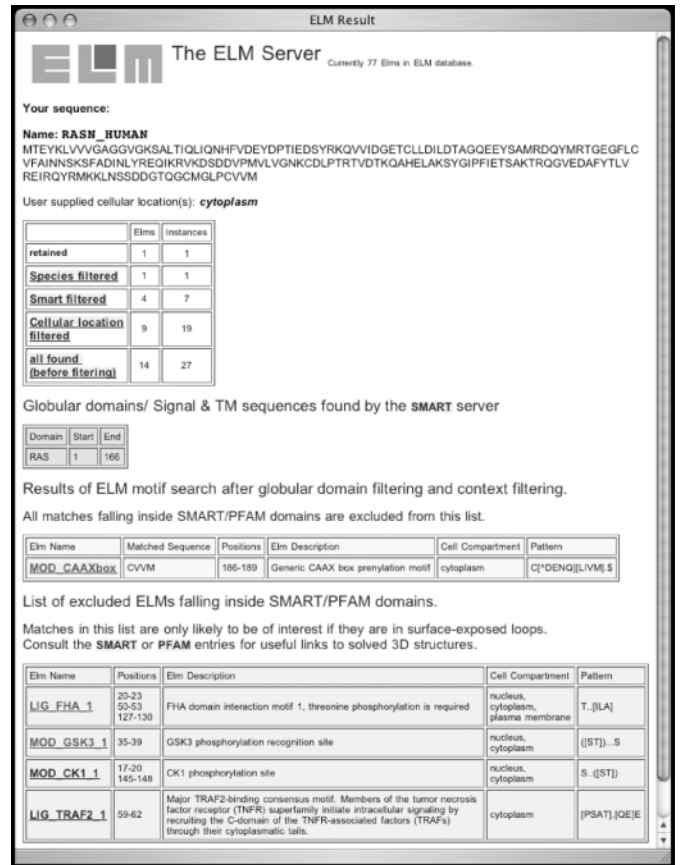 ELM Result
ELM
The ELM Server Currently 77 Elms in ELM database.
Your sequence:
Name: RASN_HUMAN
MTEYKLVVVGAGGVGKSALTIQLIQNHFVDEYDPTIEDSYRKQVVIDGETCLLDILDTAGQEEYSAMRDQYMRTGEGFLC
VFAINNSKSFADINLYREQIKRVKDSDDVPMVLVGNKCDLPTRTVDTKQAHELAKSYGIPFIETSAKTRQGVEDAFYTLV
REIRQYRMKKLNSSDDGTQGCMGLPCVVM
User supplied cellular location(s): cytoplasm
Elms Instances
retained 1 1
Species filtered 1 1
Smart filtered 4 7
Cellular location
filtered 9 19
all found
(before fitering) 14 27
Globular domains/ Signal & TM sequences found by the SMART server
Domain Start End
RAS 1 166
Results of ELM motif search after globular domain filtering and context filtering.
All matches falling inside SMART/PFAM domains are excluded from this list.
Elm Name Matched Sequence Positions Elm Description Cell Compartment Pattern
MOD_CAAXbox CVVM 186-189 Generic CAAX box prenylation motif cytoplasm C[^DENQ][LIVM].$
List of excluded ELMs falling inside SMART/PFAM domains.
Matches in this list are only likely to be of interest if they are in surface-exposed loops.
Consult the SMART or PFAM entries for useful links to solved 3D structures.
Elm Name Positions Elm Description Cell Compartment Pattern
LIG_FHA_1 20-23
50-53
127-130 FHA domain interaction motif 1, threonine phosphorylation is required nucleus,
cytoplasm,
plasma membrane T..[ILA]
MOD_GSK3_1 35-39 GSK3 phosphorylation recognition site nucleus,
cytoplasm ([ST])...S
MOD_CK1_1 17-20
145-148 CK1 phosphorylation site nucleus,
cytoplasm S..([ST])
LIG_TRAF2_1 59-62 Major TRAF2-binding consensus motif. Members of the tumor necrosis
factor receptor (TNFR) superfamily initiate intracellular signaling by
recruiting the C-domain of the TNFR-associated factors (TRAFs)
through their cytoplasmatic tails. cytoplasm [PSAT].[QE]E